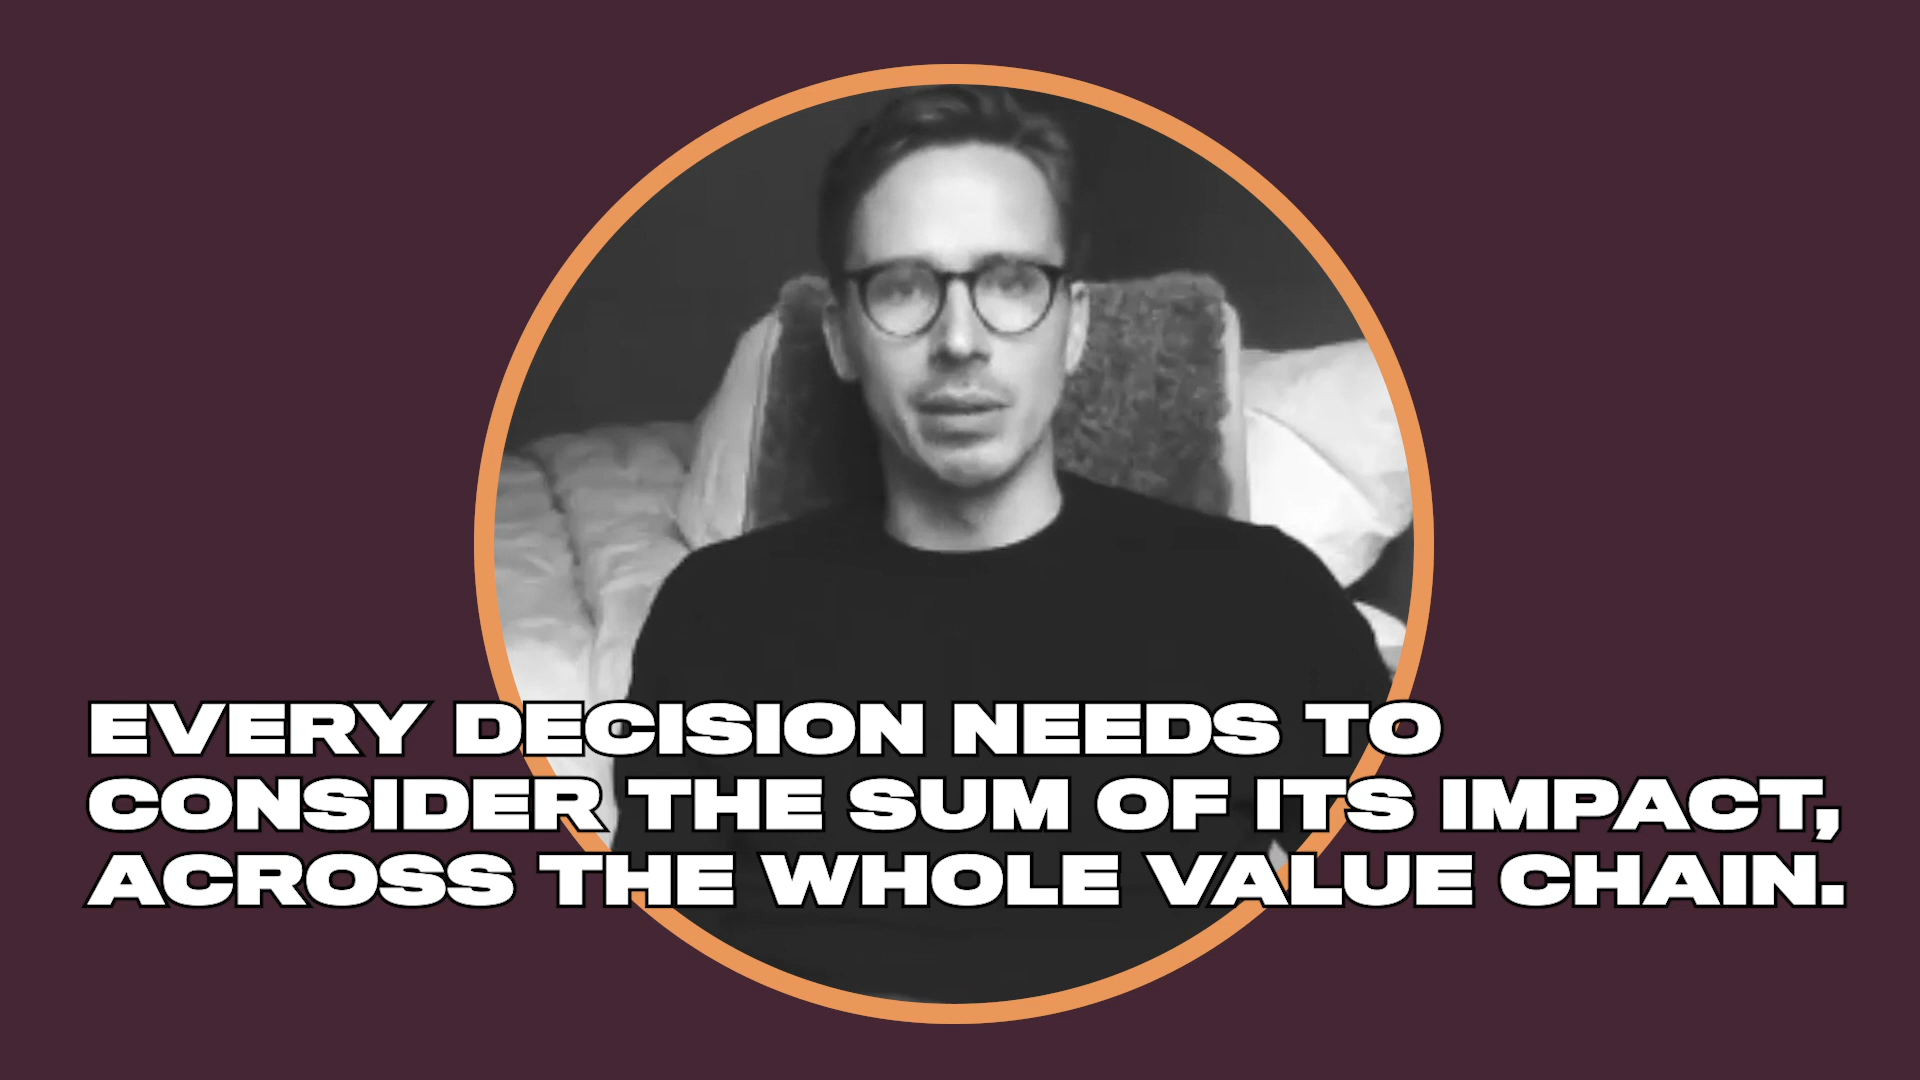 EVERY DECISION NEEDS TO
CONSIDER THE SUM OF ITS IMPACT,
ACROSS THE WHOLE VALUE CHAIN.